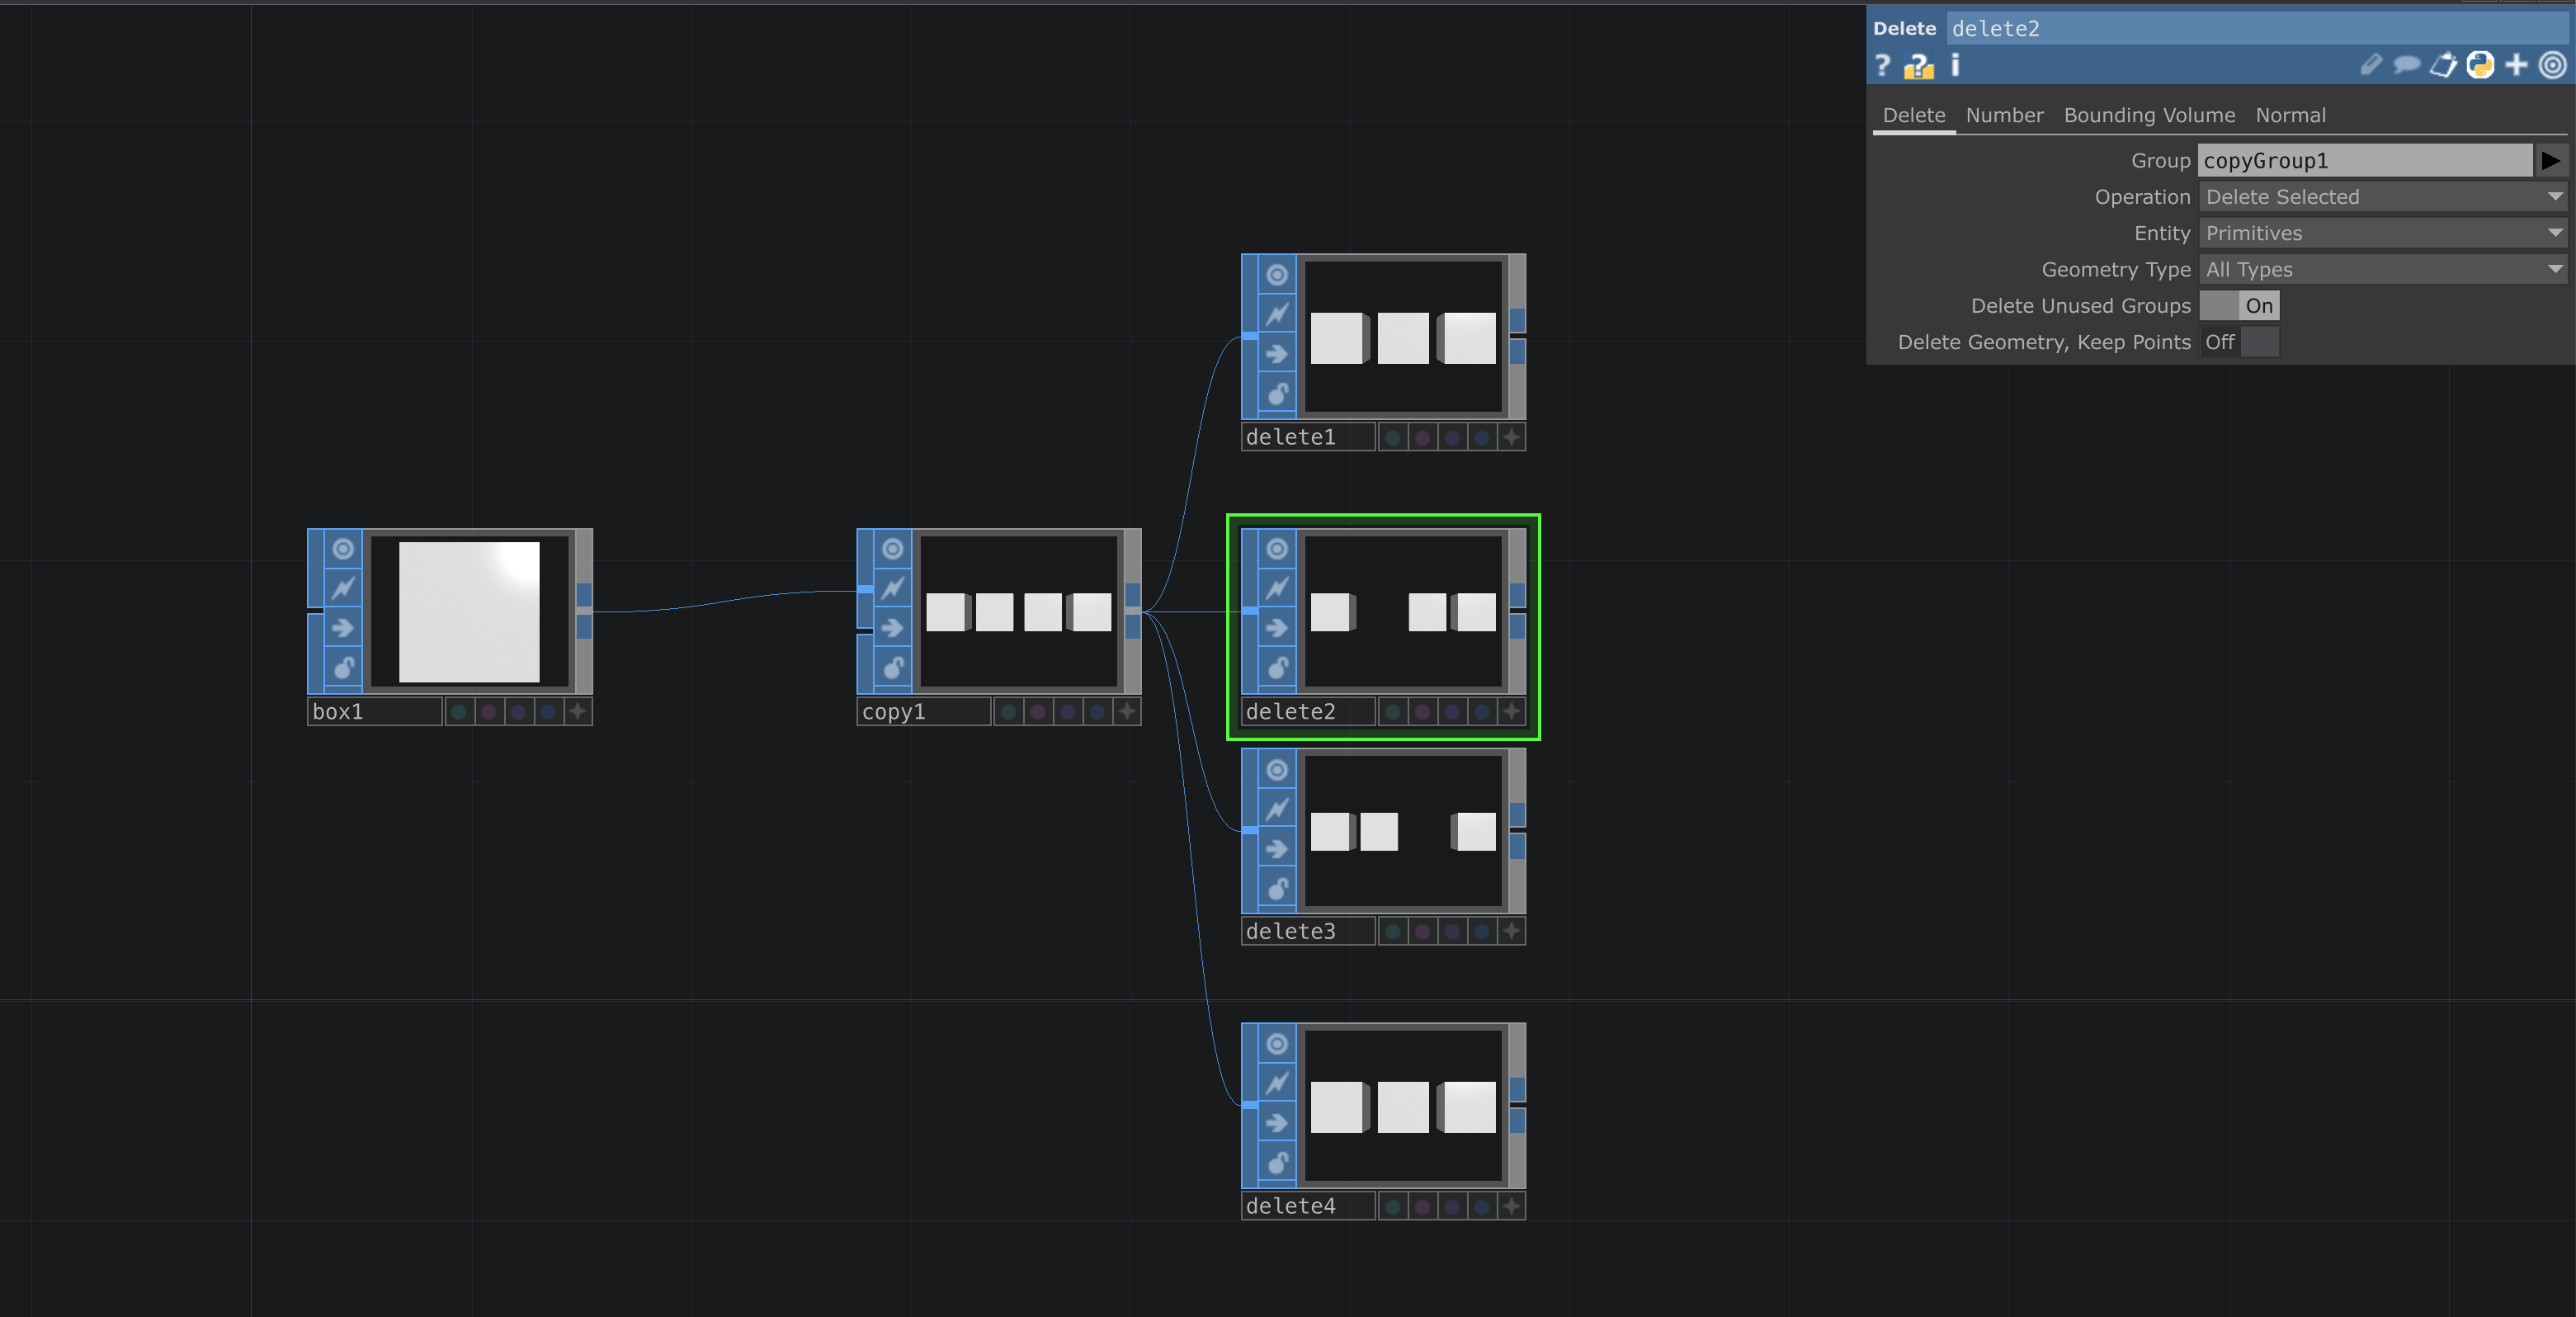 Delete delete2
? ? i
Delete Number Bounding Volume Normal
Group copyGroup1
Operation Delete Selected
Entity Primitives
Geometry Type All Types
Delete Unused Groups On
Delete Geometry, Keep Points Off
delete1
box1
copy1
delete2
delete3
delete4